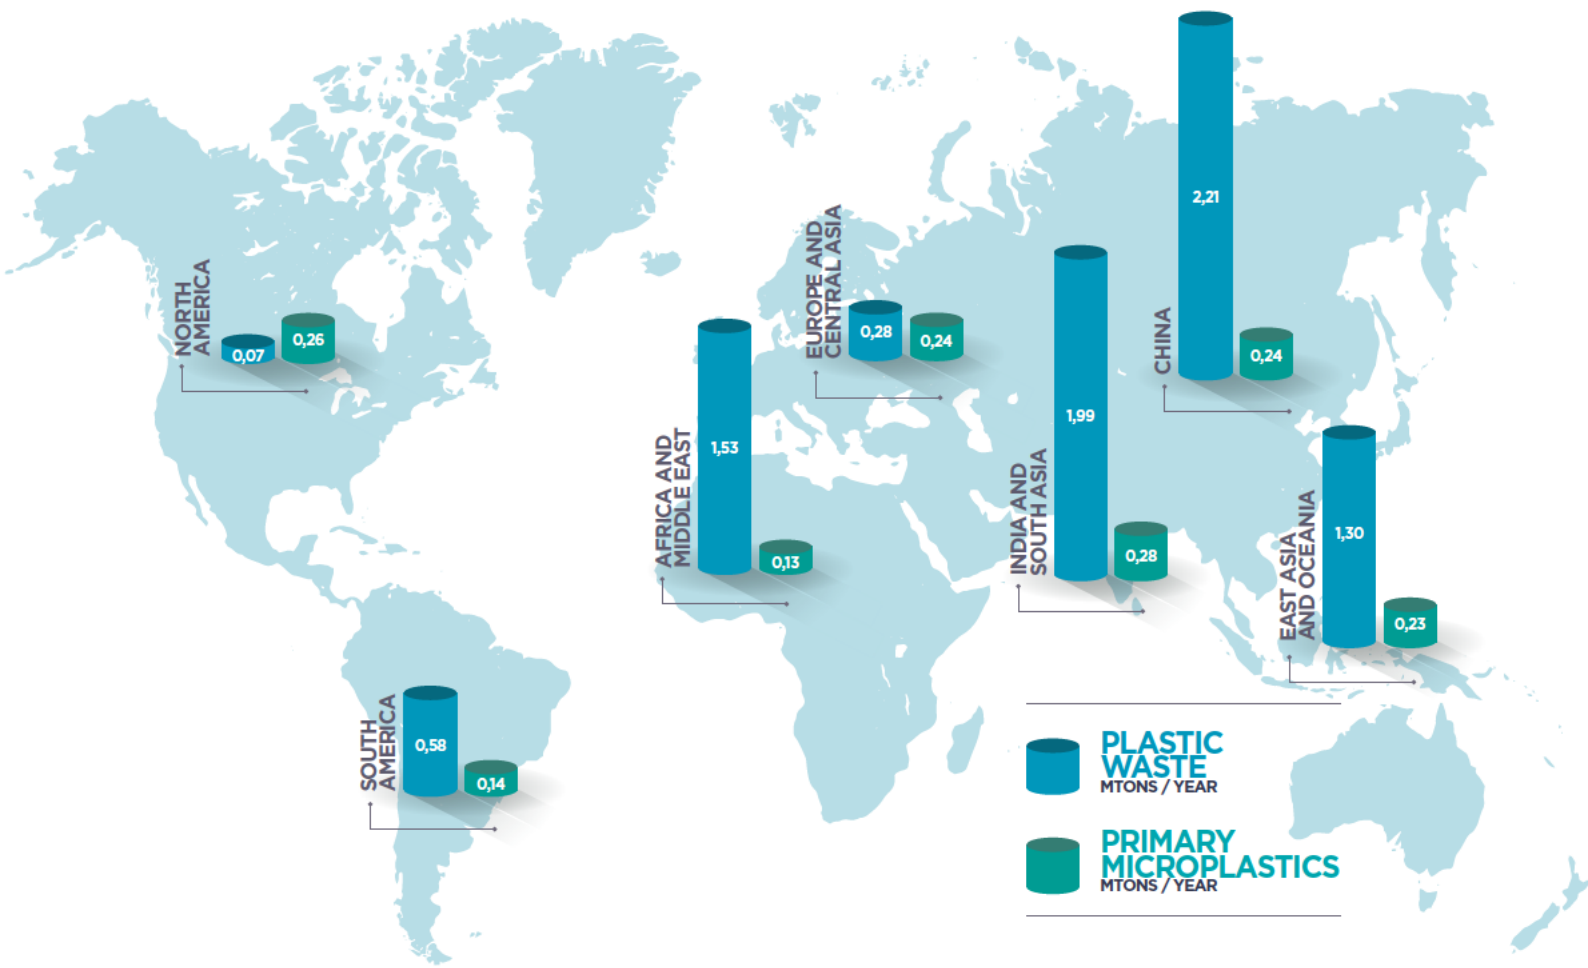 NORTH
AMERICA
0,07
0,26
SOUTH
AMERICA
0,58
0,14
AFRICA AND
MIDDLE EAST
1,53
0,13
EUROPE AND
CENTRAL ASIA
0,28
0,24
INDIA AND
SOUTH ASIA
1,99
0,28
CHINA
2,21
0,24
EAST ASIA
AND OCEANIA
1,30
0,23
PLASTIC
WASTE
MTONS / YEAR
PRIMARY
MICROPLASTICS
MTONS / YEAR